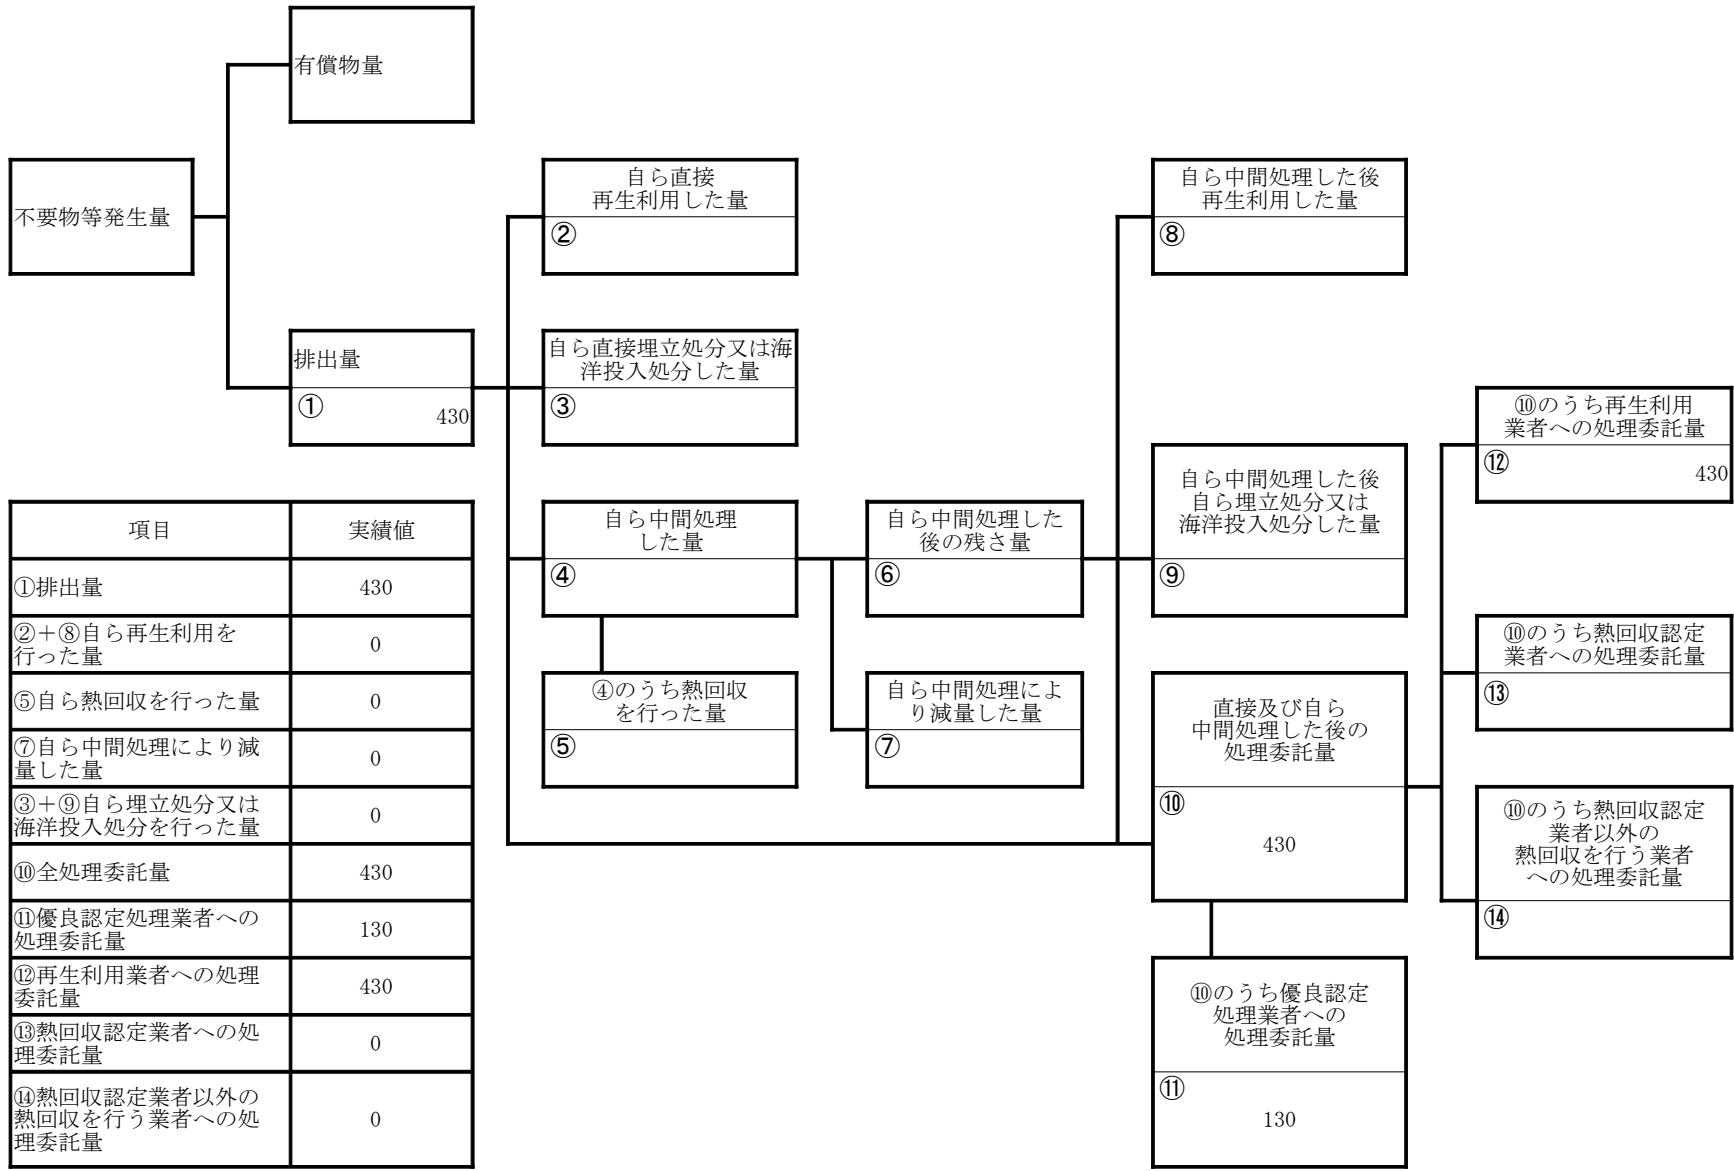 有償物量
不要物等発生量
自ら直接
再生利用した量
②
自ら中間処理した後
再生利用した量
⑧
排出量
①
430
自ら直接埋立処分又は海
洋投入処分した量
③
⑩のうち再生利用
業者への処理委託量
⑫
430
自ら中間処理
した量
④
自ら中間処理した
後の残さ量
⑥
自ら中間処理した後
自ら埋立処分又は
海洋投入処分した量
⑨
④のうち熱回収
を行った量
⑤
自ら中間処理によ
り減量した量
⑦
直接及び自ら
中間処理した後の
処理委託量
⑩
430
⑩のうち熱回収認定
業者への処理委託量
⑬
⑩のうち熱回収認定
業者以外の
熱回収を行う業者
への処理委託量
⑭
⑩のうち優良認定
処理業者への
処理委託量
⑪
130
項目 実績値
①排出量 430
②＋⑧自ら再生利用を
行った量 0
⑤自ら熱回収を行った量 0
⑦自ら中間処理により減
量した量 0
③＋⑨自ら埋立処分又は
海洋投入処分を行った量 0
⑩全処理委託量 430
⑪優良認定処理業者への
処理委託量 130
⑫再生利用業者への処理
委託量 430
⑬熱回収認定業者への処
理委託量 0
⑭熱回収認定業者以外の
熱回収を行う業者への処
理委託量 0